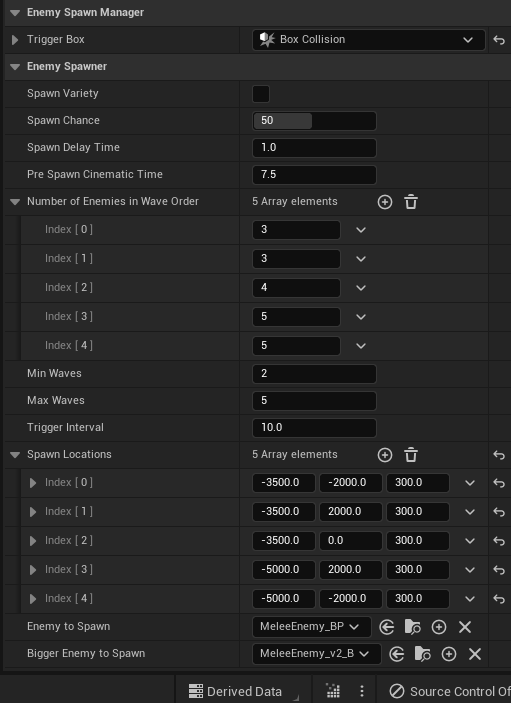 Enemy Spawn Manager
Trigger Box Box Collision
Enemy Spawner
Spawn Variety
Spawn Chance 50
Spawn Delay Time 1.0
Pre Spawn Cinematic Time 7.5
Number of Enemies in Wave Order 5 Array elements
Index [ 0 ] 3
Index [ 1 ] 3
Index [ 2 ] 4
Index [ 3 ] 5
Index [ 4 ] 5
Min Waves 2
Max Waves 5
Trigger Interval 10.0
Spawn Locations 5 Array elements
Index [ 0 ] -3500.0 -2000.0 300.0
Index [ 1 ] -3500.0 2000.0 300.0
Index [ 2 ] -3500.0 0.0 300.0
Index [ 3 ] -5000.0 2000.0 300.0
Index [ 4 ] -5000.0 -2000.0 300.0
Enemy to Spawn MeleeEnemy_BP
Bigger Enemy to Spawn MeleeEnemy_v2_B
Derived Data Source Control Of